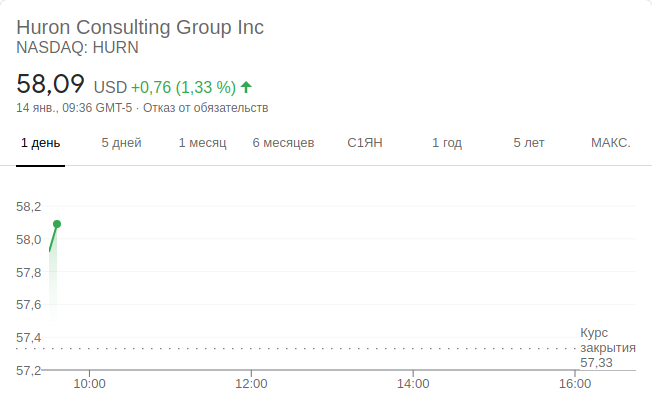 Huron Consulting Group Inc
NASDAQ: HURN
58,09 USD +0,76 (1,33 %)
14 янв., 09:36 GMT-5 · Отказ от обязательств
1 день 5 дней 1 месяц 6 месяцев С1ЯН 1 год 5 лет МАКС.
58,2
58,0
57,8
57,6
57,4
Курс
закрытия
57,33
57,2
10:00 12:00 14:00 16:00